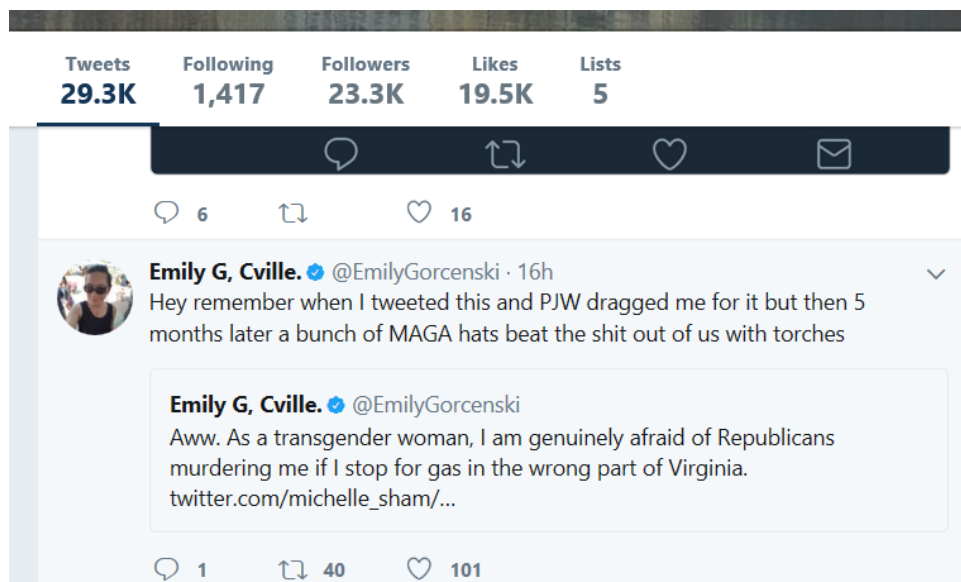 Tweets Following Followers Likes Lists
29.3K 1,417 23.3K 19.5K 5
6 16
Emily G, Cville. @EmilyGorcenski · 16h
Hey remember when I tweeted this and PJW dragged me for it but then 5
months later a bunch of MAGA hats beat the shit out of us with torches
Emily G, Cville. @EmilyGorcenski
Aww. As a transgender woman, I am genuinely afraid of Republicans
murdering me if I stop for gas in the wrong part of Virginia.
twitter.com/michelle_sham/...
1 40 101